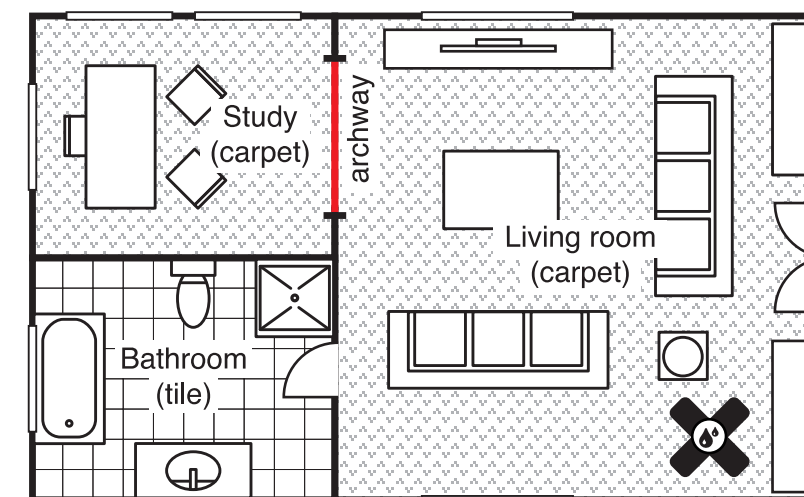 Study
(carpet)
archway
Living room
(carpet)
Bathroom
(tile)